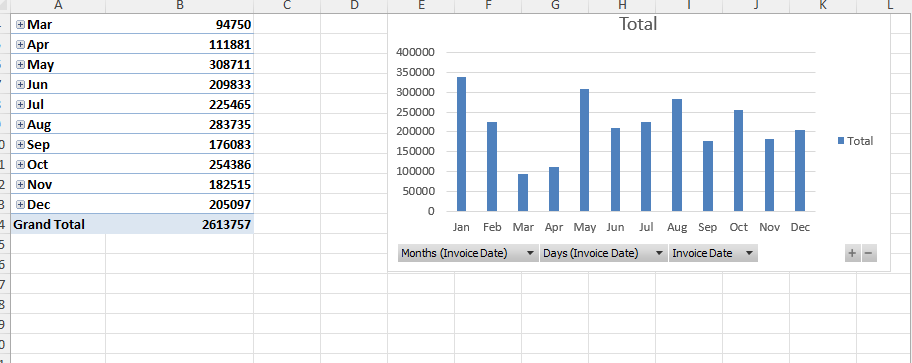 A B C D E F G H I J K L
Mar 94750
Apr 111881
May 308711
Jun 209833
Jul 225465
Aug 283735
Sep 176083
Oct 254386
Nov 182515
Dec 205097
Grand Total 2613757
Total
400000
350000
300000
250000
200000
150000
100000
50000
0
Jan Feb Mar Apr May Jun Jul Aug Sep Oct Nov Dec
Total
Months (Invoice Date) Days (Invoice Date) Invoice Date + −